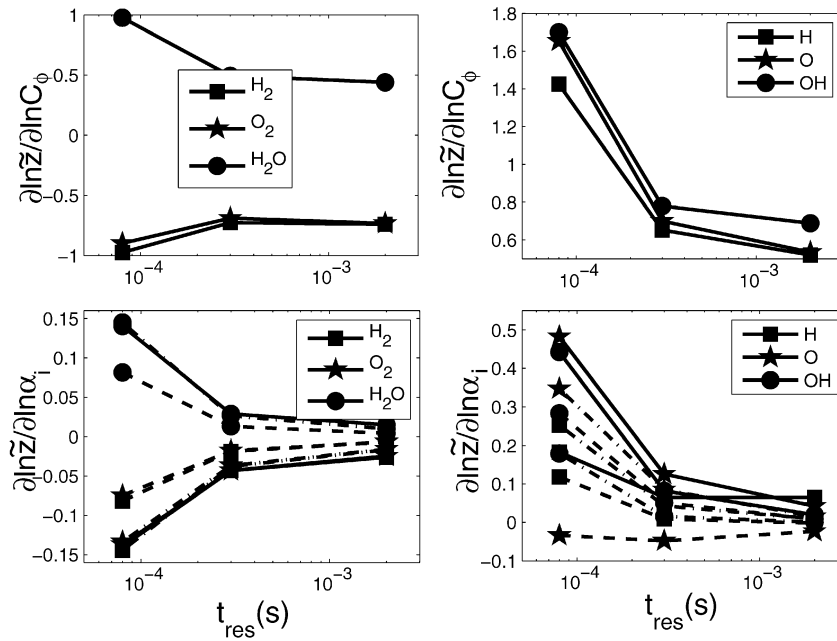 1
0.5
0
−0.5
−1
∂lnz̃/∂lnC_ϕ
H₂
O₂
H₂O
10⁻⁴
10⁻³
1.8
1.6
1.4
1.2
1
0.8
0.6
∂lnz̃/∂lnC_ϕ
H
O
OH
10⁻⁴
10⁻³
0.15
0.10
0.05
0
−0.05
−0.1
−0.15
∂lnz̃/∂lnα_i
H₂
O₂
H₂O
10⁻⁴
10⁻³
t_res(s)
0.5
0.4
0.3
0.2
0.1
0
−0.1
∂lnz̃/∂lnα_i
H
O
OH
10⁻⁴
10⁻³
t_res(s)